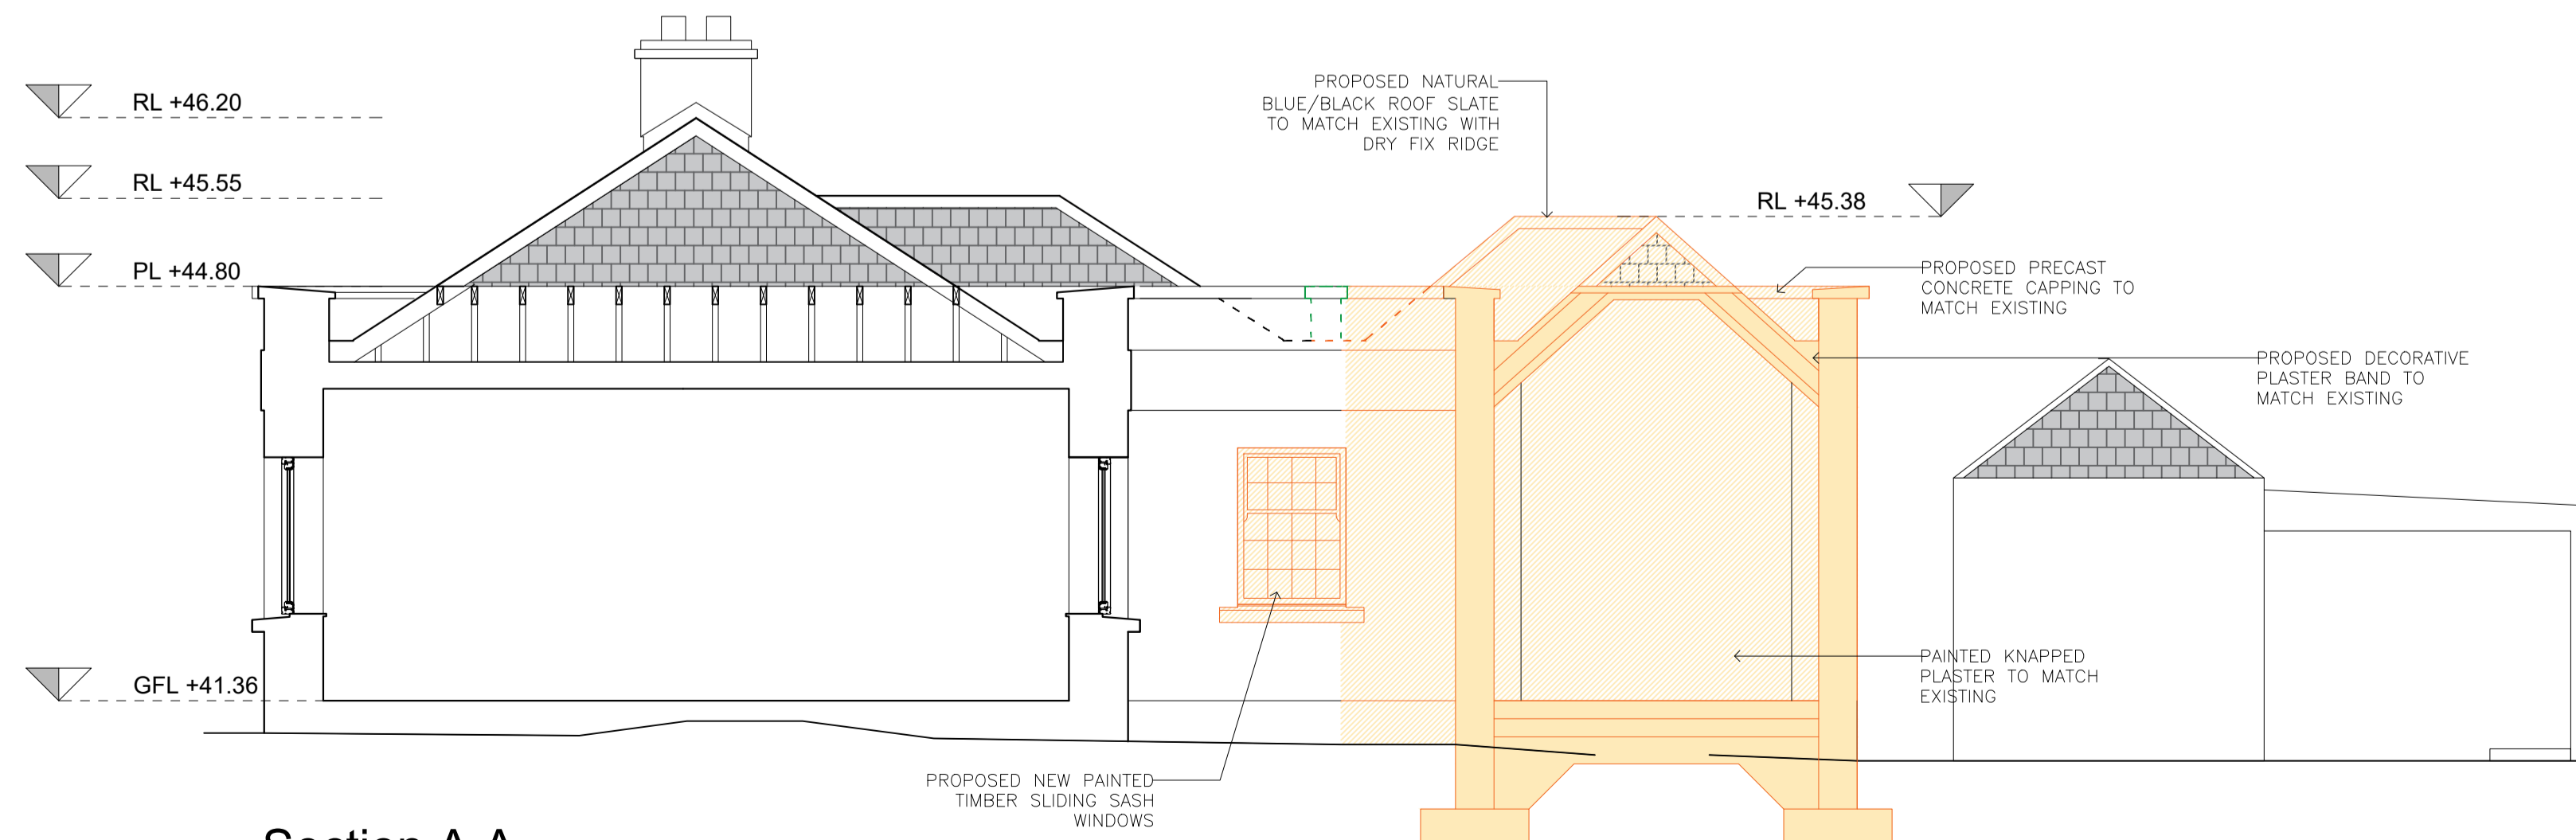 RL +46.20
RL +45.55
PL +44.80
GFL +41.36
PROPOSED NATURAL
BLUE/BLACK ROOF SLATE
TO MATCH EXISTING WITH
DRY FIX RIDGE
RL +45.38
PROPOSED PRECAST
CONCRETE CAPPING TO
MATCH EXISTING
PROPOSED DECORATIVE
PLASTER BAND TO
MATCH EXISTING
PAINTED KNAPPED
PLASTER TO MATCH
EXISTING
PROPOSED NEW PAINTED
TIMBER SLIDING SASH
WINDOWS
Section A-A